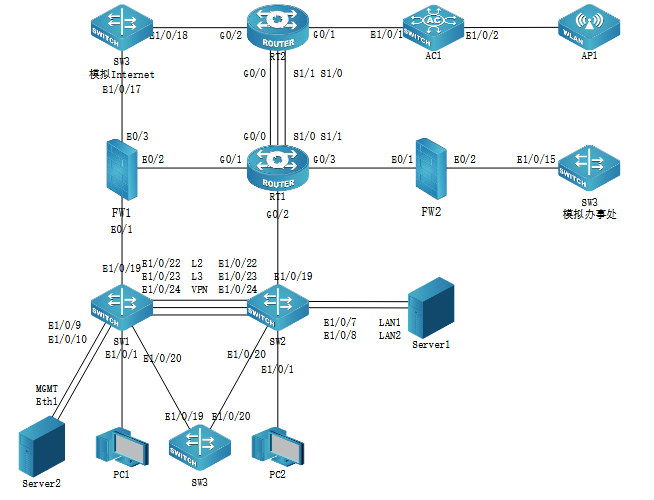 SWITCH
E1/0/18
G0/2
ROUTER
G0/1
E1/0/1
AC
SWITCH
E1/0/2
WLAN
SW3
模拟Internet
RT2
AC1
AP1
E1/0/17
G0/0
S1/1 S1/0
E0/3
G0/0
S1/0 S1/1
E0/2
G0/1
ROUTER
G0/3
E0/1
E0/2
E1/0/15
SWITCH
FW1
RT1
FW2
SW3
模拟办事处
G0/2
E0/1
E1/0/19
E1/0/22 L2 E1/0/22
E1/0/23 L3 E1/0/23
E1/0/24 VPN E1/0/24
E1/0/19
SWITCH
SWITCH
E1/0/7 LAN1
E1/0/8 LAN2
E1/0/9
E1/0/10
SW1
SW2
Server1
E1/0/1
E1/0/20
E1/0/20
E1/0/1
MGMT
Eth1
E1/0/19
E1/0/20
SWITCH
Server2
PC1
SW3
PC2